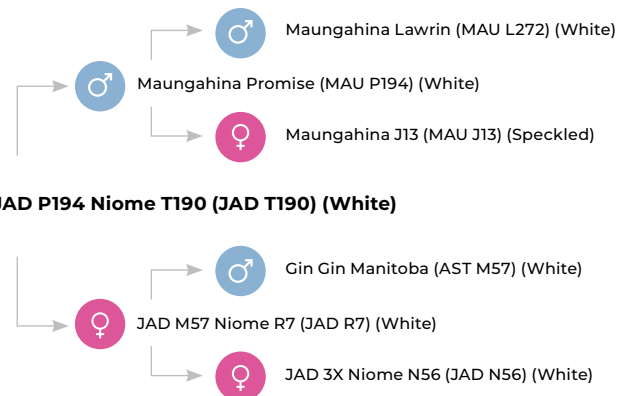 Maungahina Lawrin (MAU L272) (White)
Maungahina Promise (MAU P194) (White)
Maungahina J13 (MAU J13) (Speckled)
JAD P194 Niome T190 (JAD T190) (White)
Gin Gin Manitoba (AST M57) (White)
JAD M57 Niome R7 (JAD R7) (White)
JAD 3X Niome N56 (JAD N56) (White)